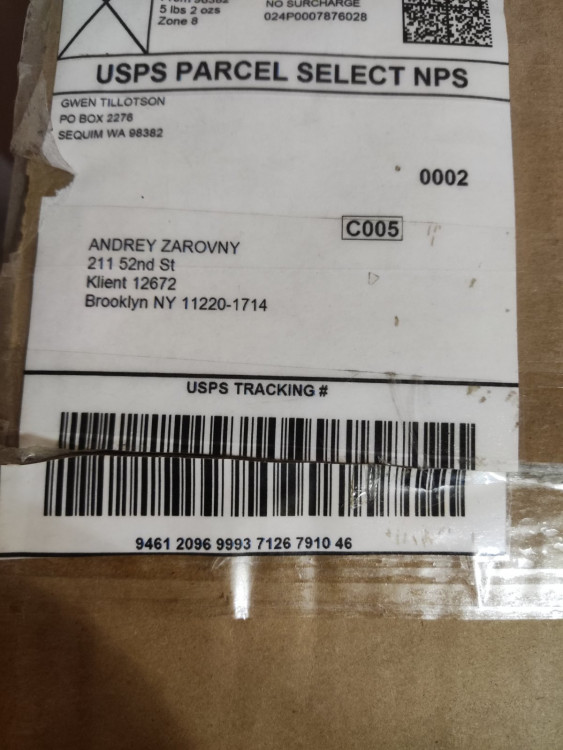 5 lbs 2 ozs
Zone 8
NO SURCHARGE
024P0007876028
USPS PARCEL SELECT NPS
GWEN TILLOTSON
PO BOX 2276
SEQUIM WA 98382
0002
C005
ANDREY ZAROVNY
211 52nd St
Klient 12672
Brooklyn NY 11220-1714
USPS TRACKING #
9461 2096 9993 7126 7910 46